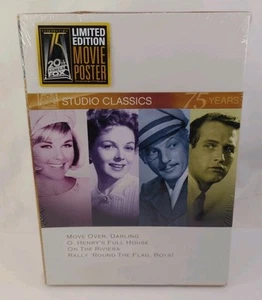 75
20th CENTURY FOX
LIMITED
EDITION
MOVIE
POSTER
STUDIO CLASSICS
75 YEARS
MOVE OVER, DARLING
O. HENRY'S FULL HOUSE
ON THE RIVIERA
RALLY 'ROUND THE FLAG, BOYS!